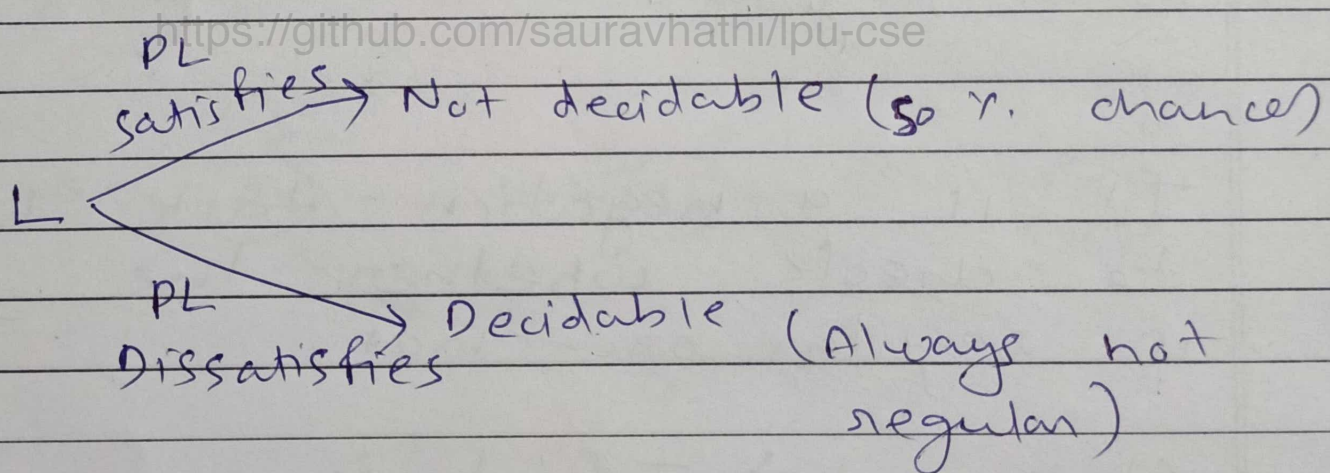 https://github.com/sauravhathi/lpu-cse
PL
satisfies Not decidable (50 %. chance)
L
PL
Decidable (Always not
Dissatisfies
regular)